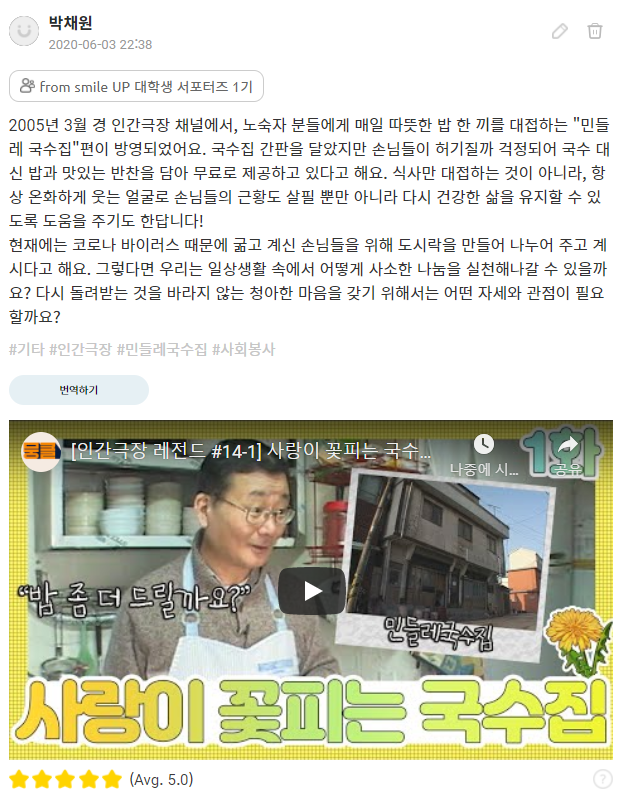 박채원
2020-06-03 22:38
from smile UP 대학생 서포터즈 1기
2005년 3월 경 인간극장 채널에서, 노숙자 분들에게 매일 따뜻한 밥 한 끼를 대접하는 "민들
레 국수집"편이 방영되었어요. 국수집 간판을 달았지만 손님들이 허기질까 걱정되어 국수 대
신 밥과 맛있는 반찬을 담아 무료로 제공하고 있다고 해요. 식사만 대접하는 것이 아니라, 항
상 온화하게 웃는 얼굴로 손님들의 근황도 살필 뿐만 아니라 다시 건강한 삶을 유지할 수 있
도록 도움을 주기도 한답니다!
현재에는 코로나 바이러스 때문에 굶고 계신 손님들을 위해 도시락을 만들어 나누어 주고 계
시다고 해요. 그렇다면 우리는 일상생활 속에서 어떻게 사소한 나눔을 실천해나갈 수 있을까
요? 다시 돌려받는 것을 바라지 않는 청아한 마음을 갖기 위해서는 어떤 자세와 관점이 필요
할까요?
#기타 #인간극장 #민들레국수집 #사회봉사
번역하기
[인간극장 레전드 #14-1] 사랑이 꽃피는 국수...
1화
나중에 시...
공유
"밥 좀 더 드릴까요?"
민들레국수집
사랑이 꽃피는 국수집
(Avg. 5.0)